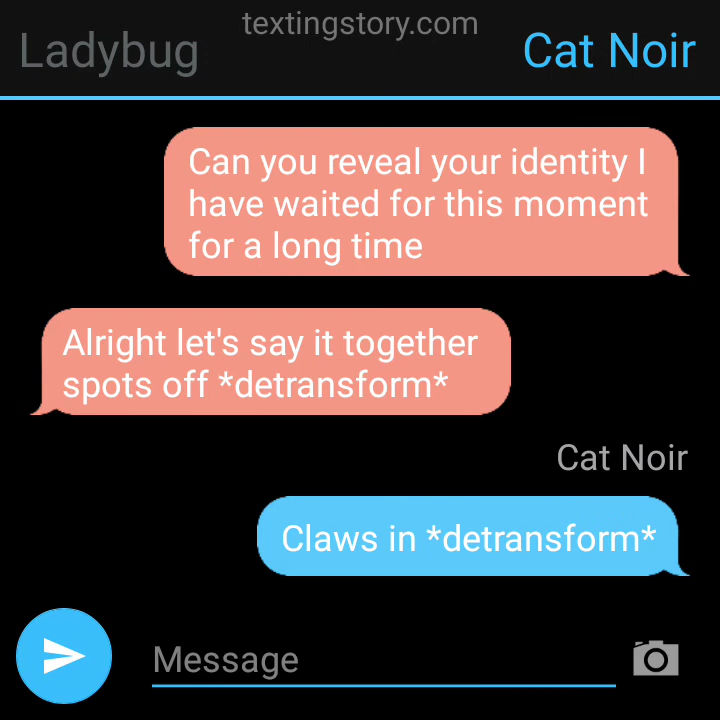 textingstory.com
Ladybug
Cat Noir
Can you reveal your identity I
have waited for this moment
for a long time
Alright let's say it together
spots off *detransform*
Cat Noir
Claws in *detransform*
Message